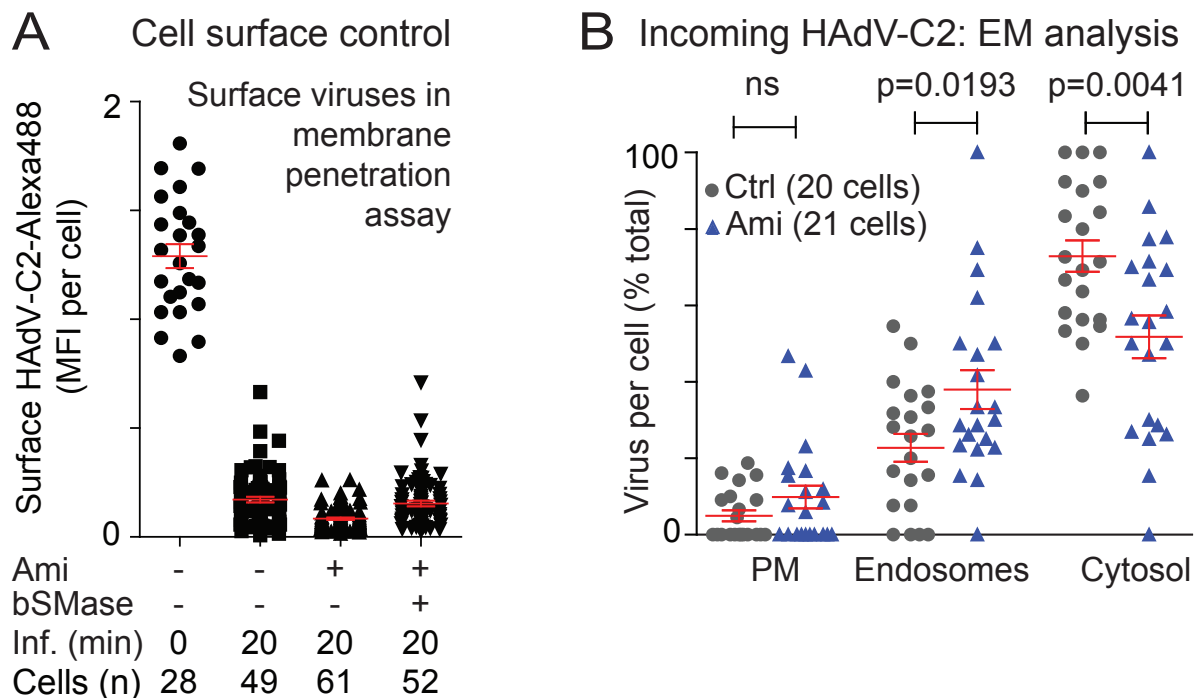 A Cell surface control
Surface viruses in
membrane
penetration
assay
Surface HAdV-C2-Alexa488
(MFI per cell)
2
0
Ami - - + +
bSMase - - - +
Inf. (min) 0 20 20 20
Cells (n) 28 49 61 52
B Incoming HAdV-C2: EM analysis
ns p=0.0193 p=0.0041
Virus per cell (% total)
100
0
Ctrl (20 cells)
Ami (21 cells)
PM Endosomes Cytosol